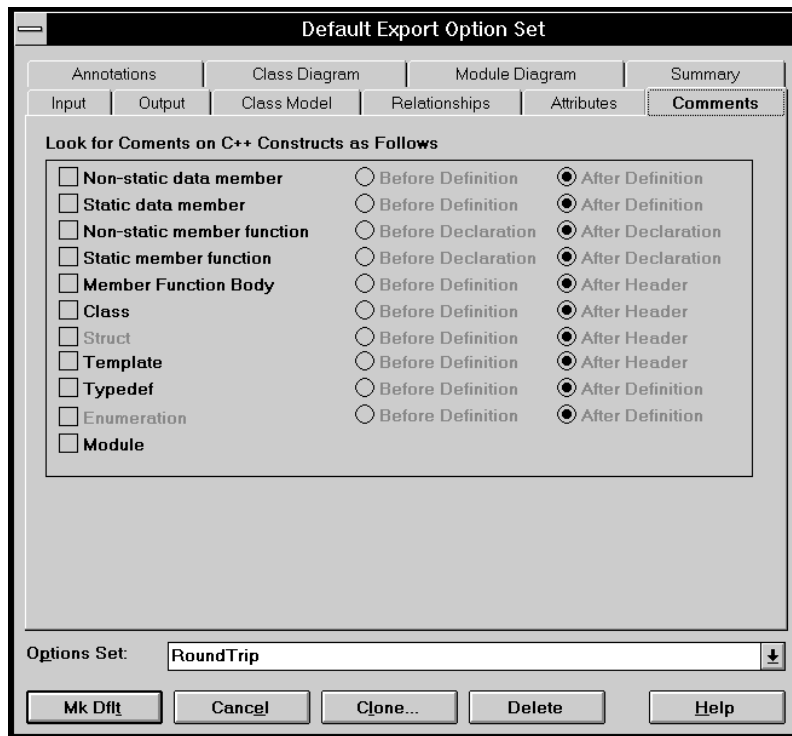 Default Export Option Set
Annotations Class Diagram Module Diagram Summary
Input Output Class Model Relationships Attributes Comments
Look for Coments on C++ Constructs as Follows
Non-static data member Before Definition After Definition
Static data member Before Definition After Definition
Non-static member function Before Declaration After Declaration
Static member function Before Declaration After Declaration
Member Function Body Before Definition After Header
Class Before Definition After Header
Struct Before Definition After Header
Template Before Definition After Header
Typedef Before Definition After Definition
Enumeration Before Definition After Definition
Module
Options Set: RoundTrip
Mk Dflt Cancel Clone... Delete Help